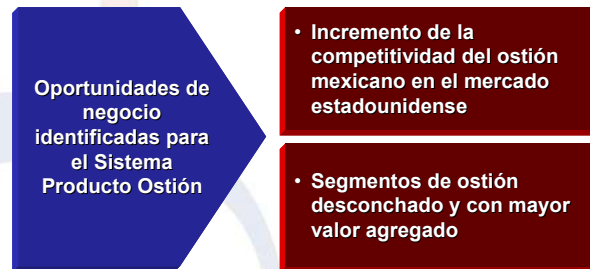 Oportunidades de
negocio
identificadas para
el Sistema
Producto Ostión
• Incremento de la
competitividad del ostión
mexicano en el mercado
estadounidense
• Segmentos de ostión
desconchado y con mayor
valor agregado